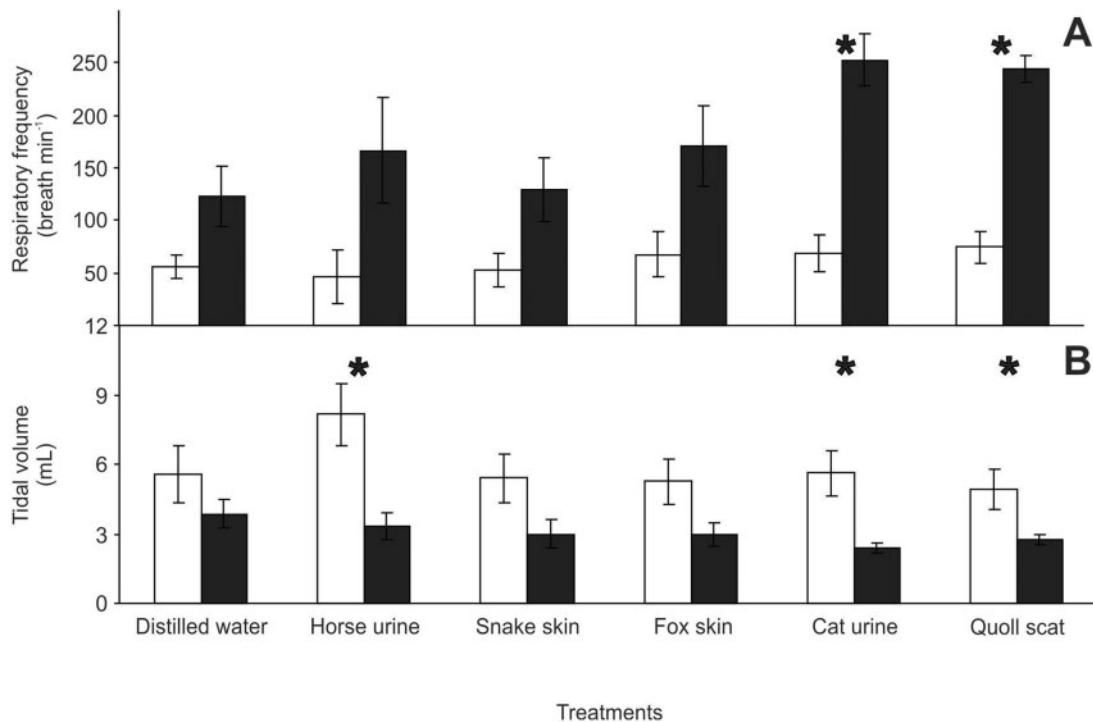 A
Respiratory frequency
(breath min⁻¹)
250
200
150
100
50
12
* *
B
Tidal volume
(mL)
9
6
3
0
* * *
Distilled water Horse urine Snake skin Fox skin Cat urine Quoll scat
Treatments